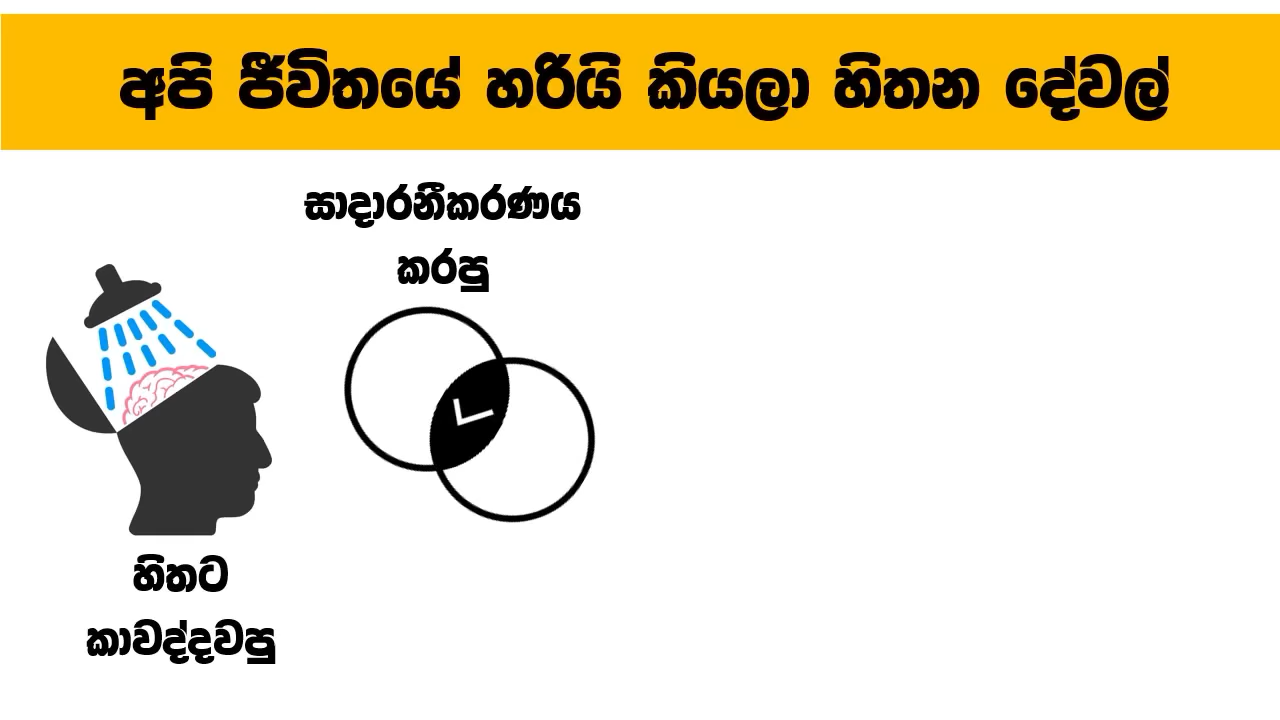 අපි ජීවිතයේ හරියි කියලා හිතන දේවල්
සාදාරනීකරණය
කරපු
හිතට
කාවද්දවපු